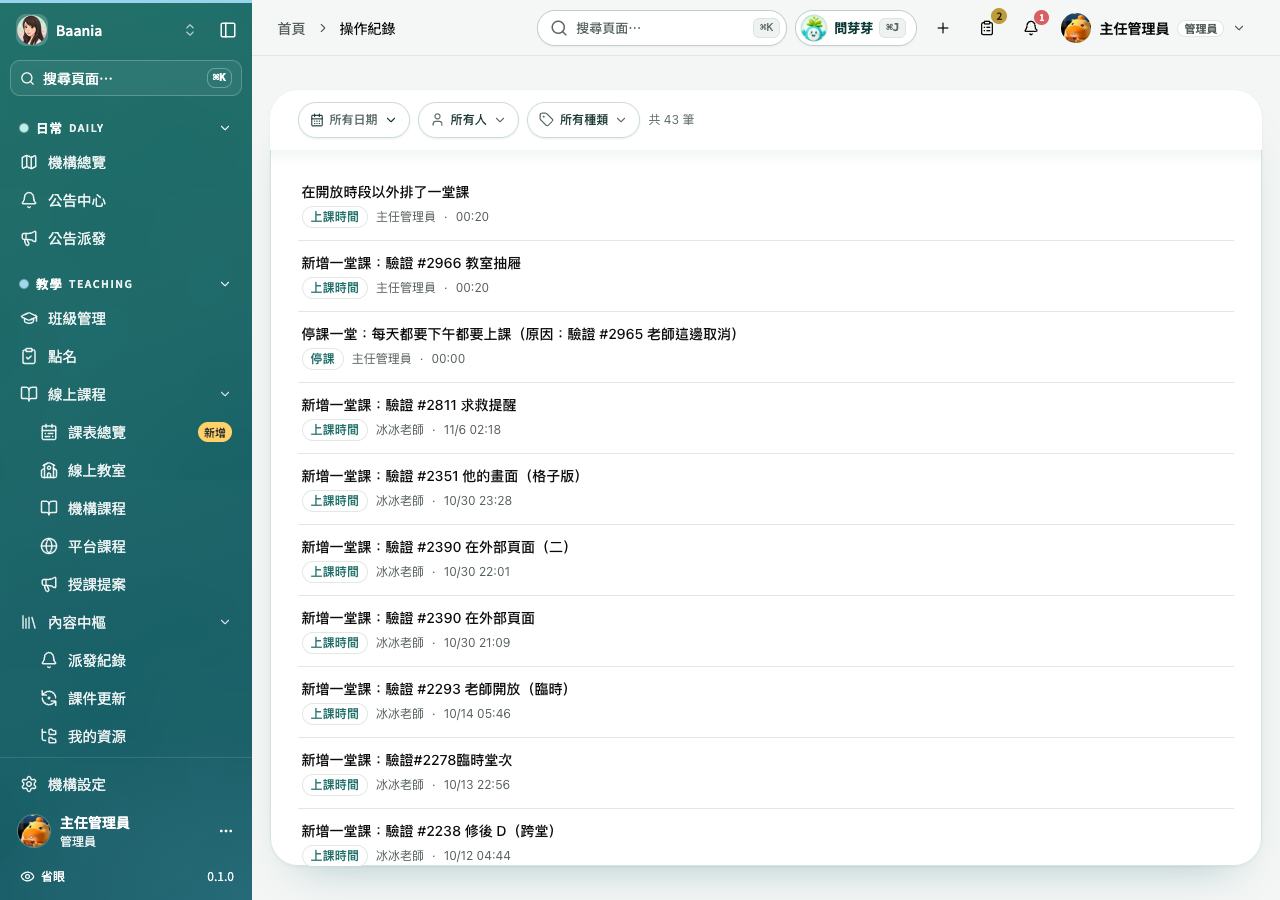 Baania
搜尋頁面⋯ ⌘K
日常 DAILY
機構總覽
公告中心
公告派發
教學 TEACHING
班級管理
點名
線上課程
課表總覽 新增
線上教室
機構課程
平台課程
授課提案
內容中樞
派發紀錄
課件更新
我的資源
機構設定
主任管理員
管理員
省眼 0.1.0
首頁 操作紀錄 搜尋頁面⋯ ⌘K 問芽芽 ⌘J 2 1 主任管理員 管理員
所有日期 所有人 所有種類 共 43 筆
在開放時段以外排了一堂課
上課時間 主任管理員 · 00:20
新增一堂課：驗證 #2966 教室抽屜
上課時間 主任管理員 · 00:20
停課一堂：每天都要下午都要上課（原因：驗證 #2965 老師這邊取消）
停課 主任管理員 · 00:00
新增一堂課：驗證 #2811 求救提醒
上課時間 冰冰老師 · 11/6 02:18
新增一堂課：驗證 #2351 他的畫面（格子版）
上課時間 冰冰老師 · 10/30 23:28
新增一堂課：驗證 #2390 在外部頁面（二）
上課時間 冰冰老師 · 10/30 22:01
新增一堂課：驗證 #2390 在外部頁面
上課時間 冰冰老師 · 10/30 21:09
新增一堂課：驗證 #2293 老師開放（臨時）
上課時間 冰冰老師 · 10/14 05:46
新增一堂課：驗證#2278臨時堂次
上課時間 冰冰老師 · 10/13 22:56
新增一堂課：驗證 #2238 修後 D（跨堂）
上課時間 冰冰老師 · 10/12 04:44